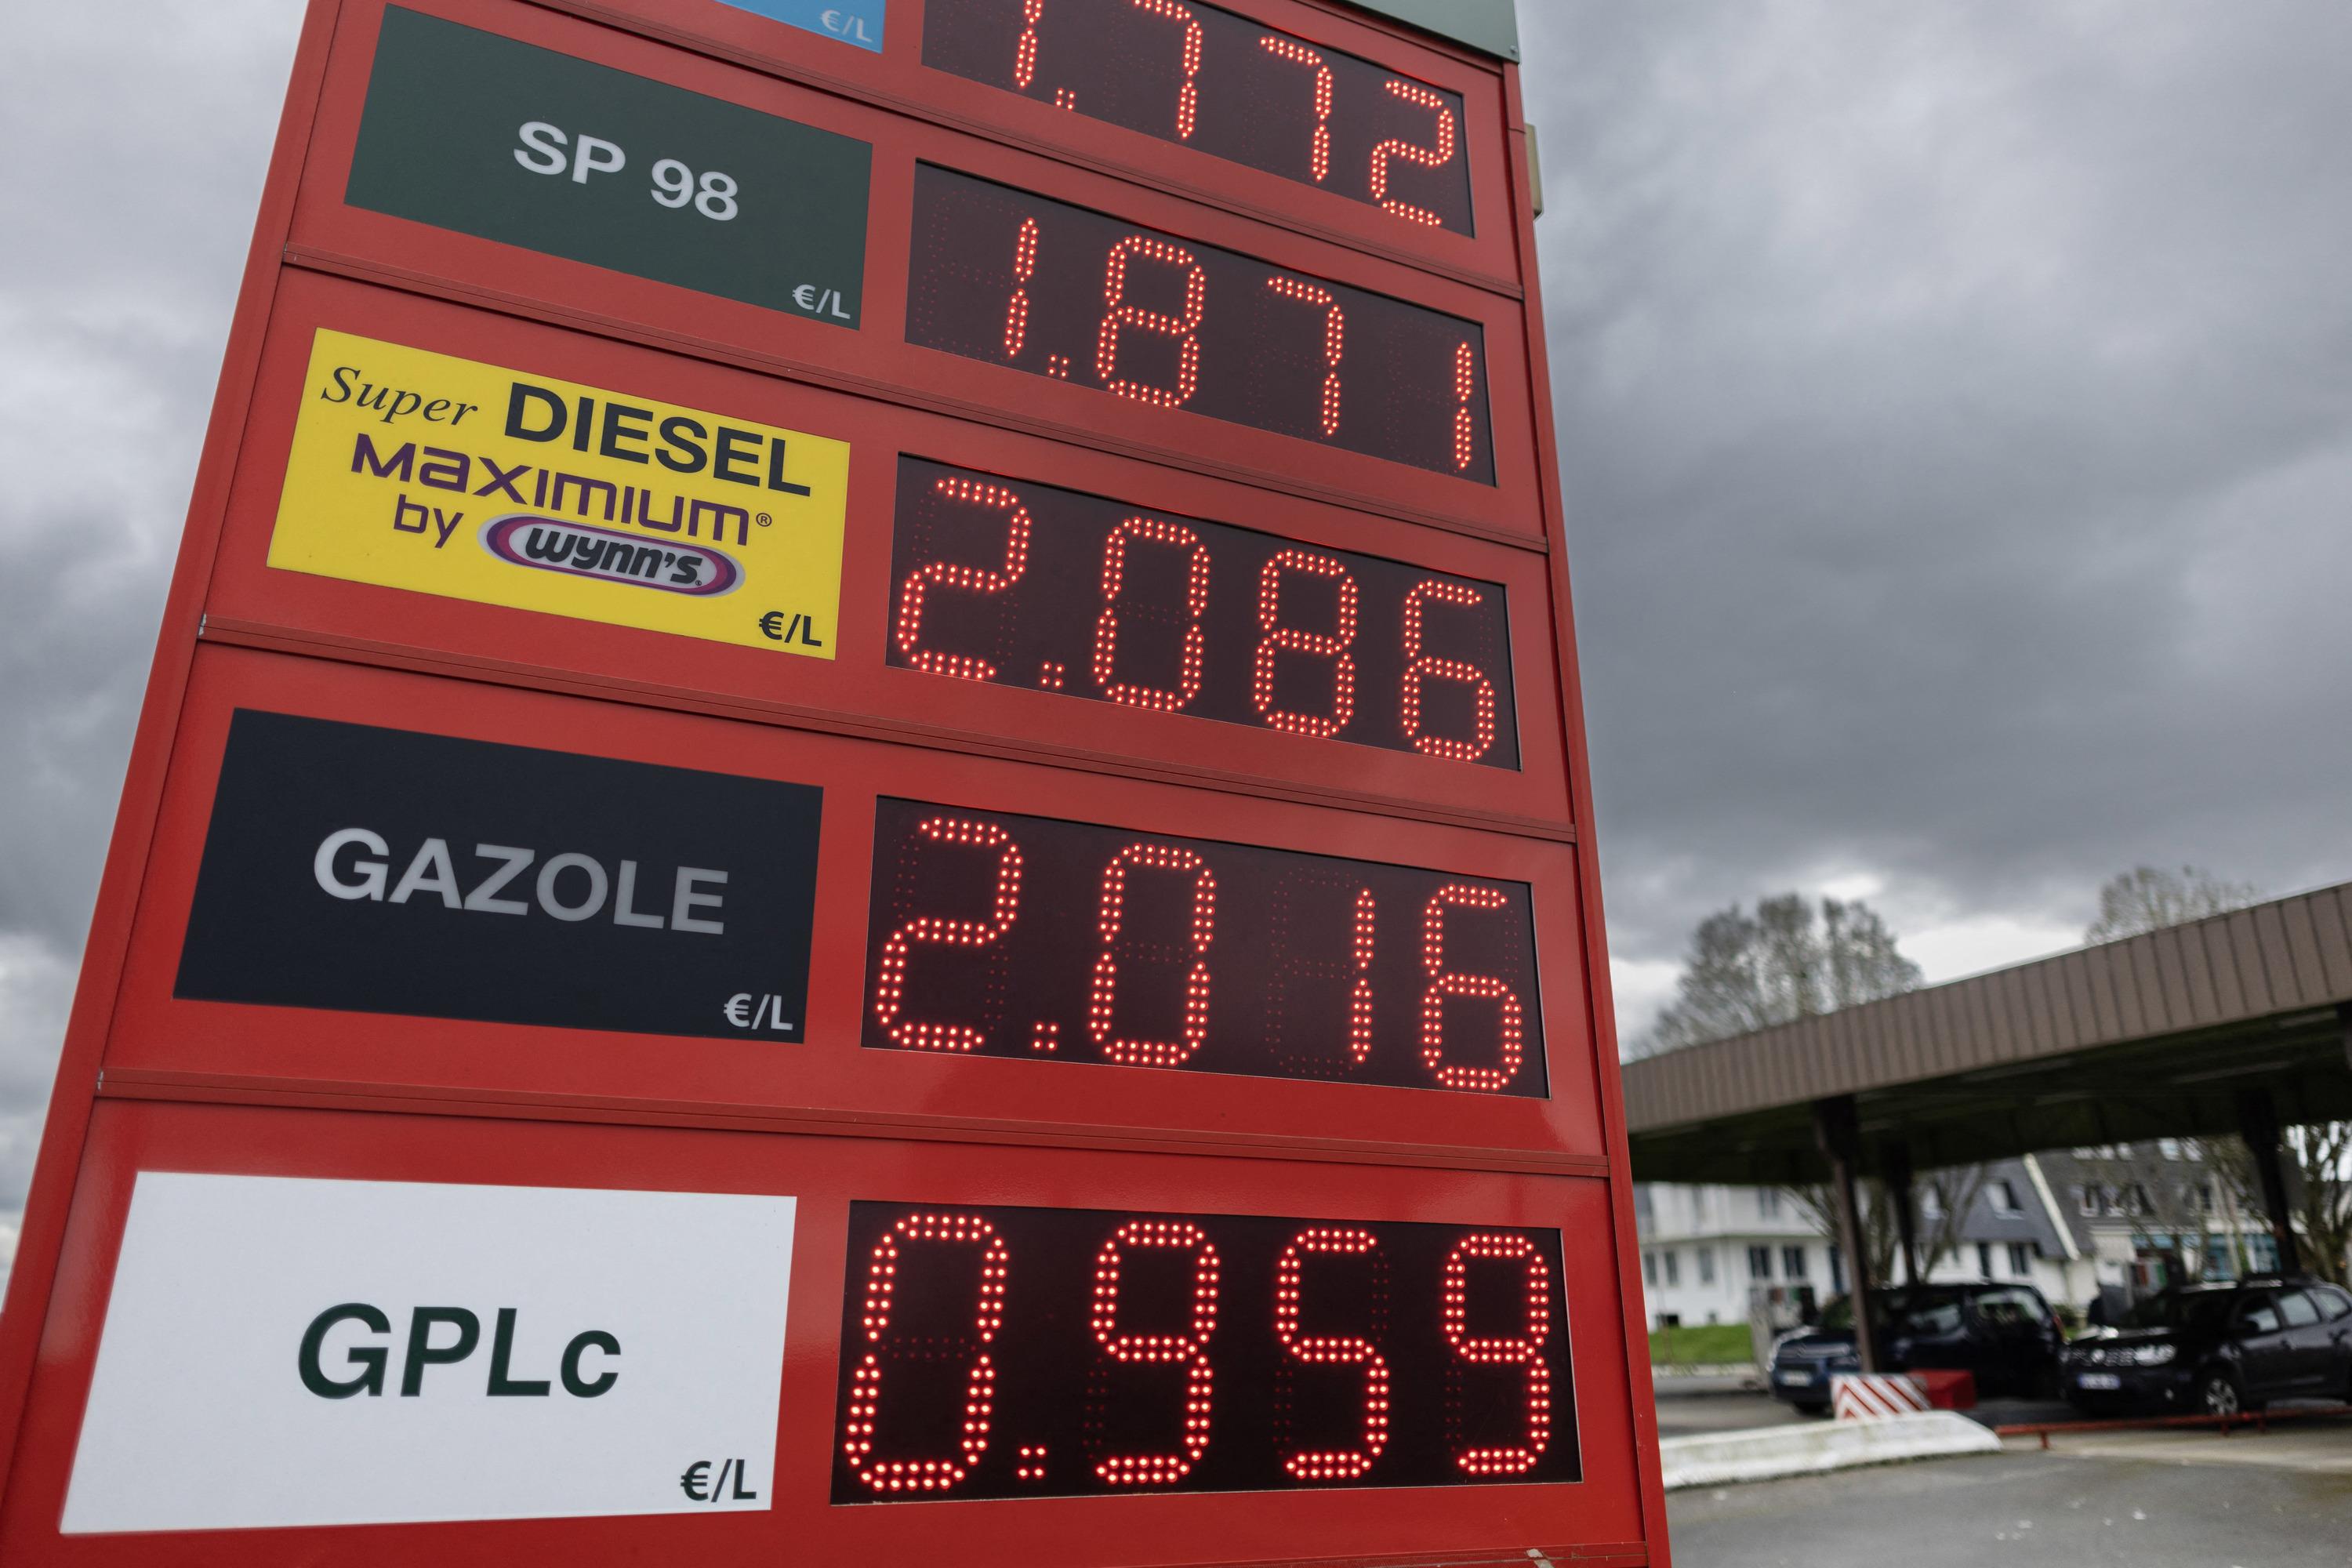 €/L
1.772
SP 98
€/L
1.871
Super DIESEL
MaXIMIUM®
by wynn's
€/L
2.086
GAZOLE
€/L
2.016
GPLc
€/L
0.959